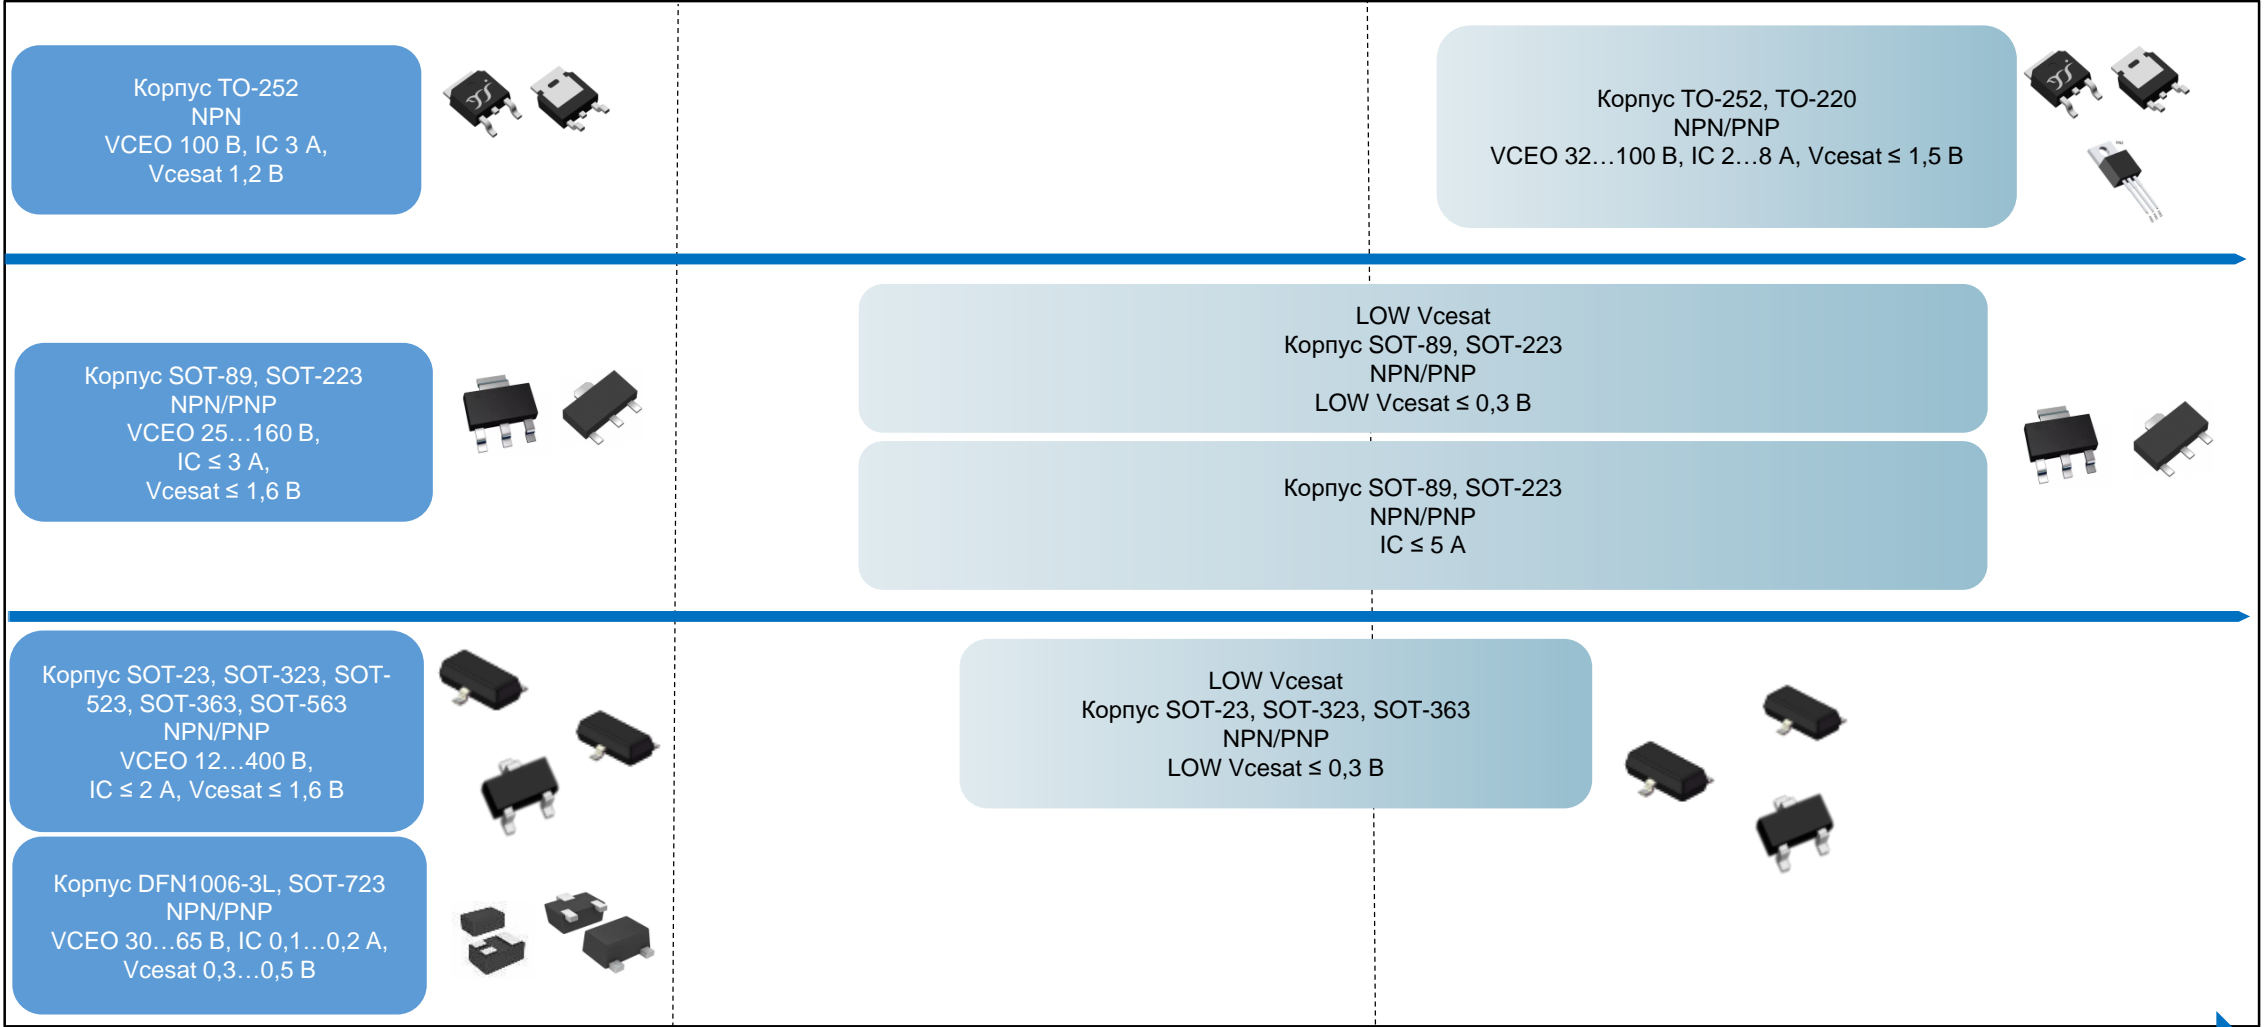 Корпус TO-252
NPN
VCEO 100 В, IC 3 А,
Vcesat 1,2 В
Корпус TO-252, TO-220
NPN/PNP
VCEO 32…100 В, IC 2…8 А, Vcesat ≤ 1,5 В
Корпус SOT-89, SOT-223
NPN/PNP
VCEO 25…160 В,
IC ≤ 3 А,
Vcesat ≤ 1,6 В
LOW Vcesat
Корпус SOT-89, SOT-223
NPN/PNP
LOW Vcesat ≤ 0,3 В
Корпус SOT-89, SOT-223
NPN/PNP
IC ≤ 5 А
Корпус SOT-23, SOT-323, SOT-
523, SOT-363, SOT-563
NPN/PNP
VCEO 12…400 В,
IC ≤ 2 А, Vcesat ≤ 1,6 В
LOW Vcesat
Корпус SOT-23, SOT-323, SOT-363
NPN/PNP
LOW Vcesat ≤ 0,3 В
Корпус DFN1006-3L, SOT-723
NPN/PNP
VCEO 30…65 В, IC 0,1…0,2 А,
Vcesat 0,3…0,5 В